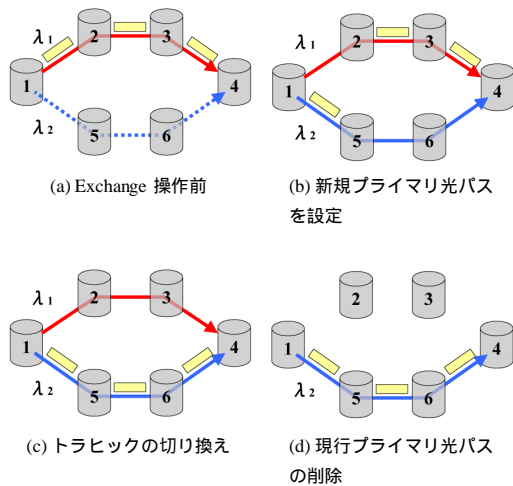 λ1
2
3
1
4
λ2
5
6
(a) Exchange 操作前
λ1
2
3
1
4
λ2
5
6
(b) 新規プライマリ光パス
を設定
λ1
2
3
1
4
λ2
5
6
(c) トラヒックの切り換え
2
3
1
4
λ2
5
6
(d) 現行プライマリ光パス
の削除